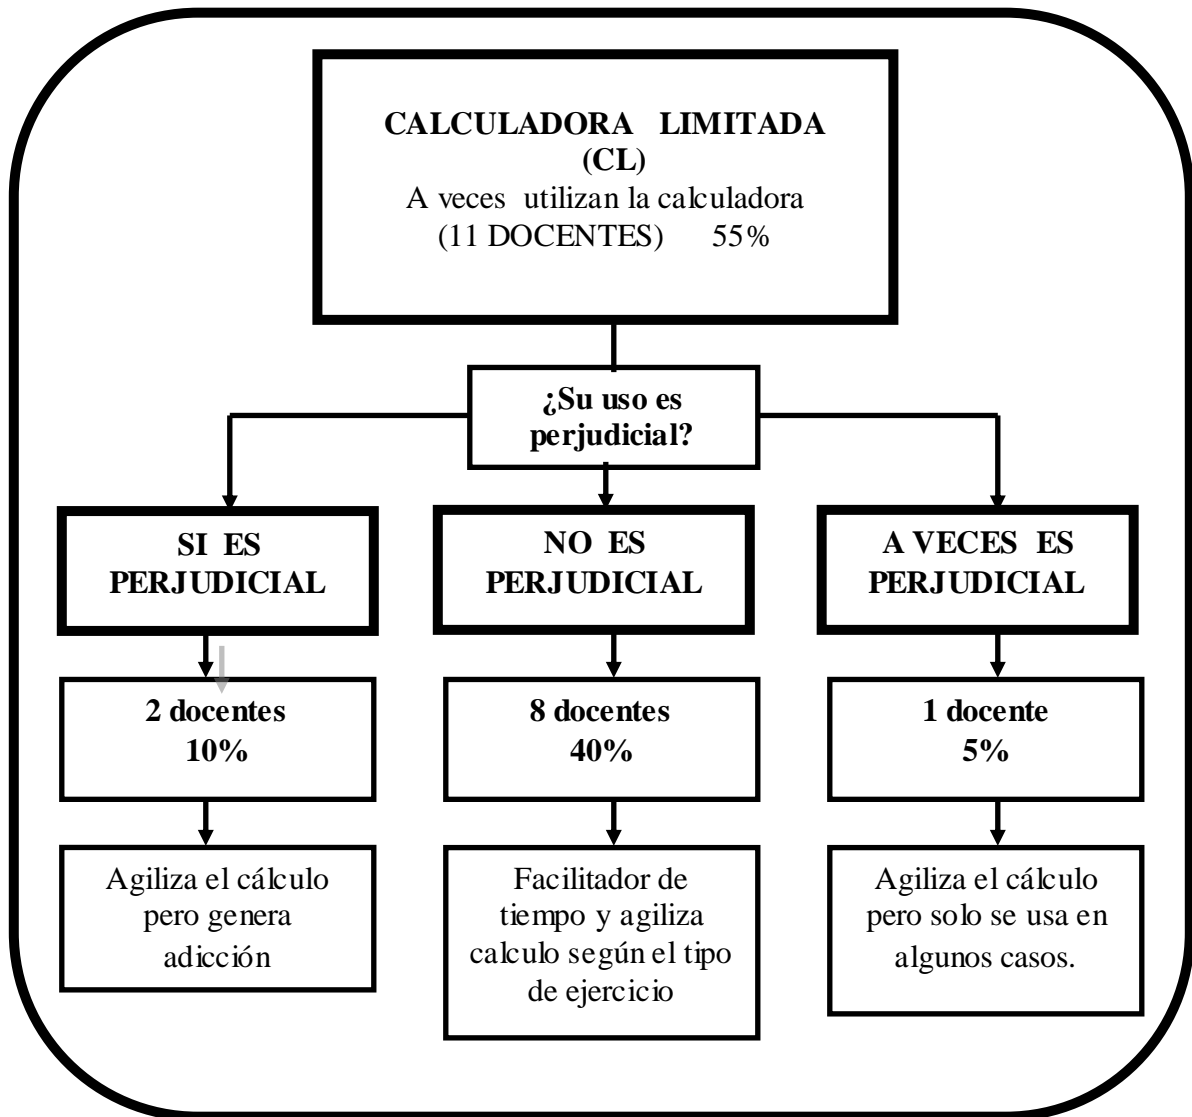 CALCULADORA LIMITADA
(CL)
A veces utilizan la calculadora
(11 DOCENTES) 55%
¿Su uso es
perjudicial?
SI ES
PERJUDICIAL
NO ES
PERJUDICIAL
A VECES ES
PERJUDICIAL
2 docentes
10%
8 docentes
40%
1 docente
5%
Agiliza el cálculo
pero genera
adicción
Facilitador de
tiempo y agiliza
calculo según el tipo
de ejercicio
Agiliza el cálculo
pero solo se usa en
algunos casos.